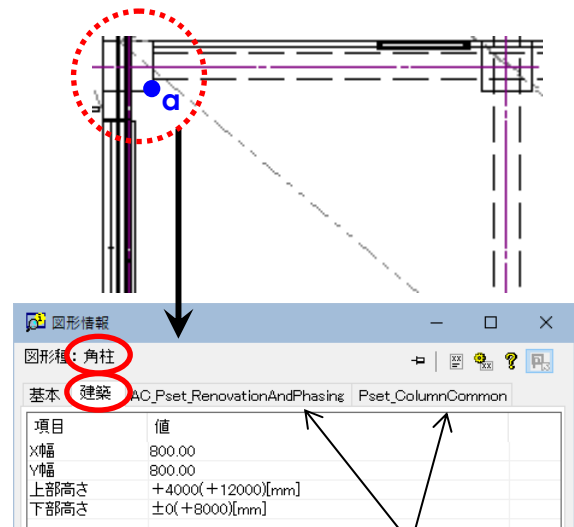 a
図形情報
図形種：角柱
基本 建築 AC_Pset_RenovationAndPhasing Pset_ColumnCommon
項目 値
X幅 800.00
Y幅 800.00
上部高さ +4000(+12000)[mm]
下部高さ ±0(+8000)[mm]